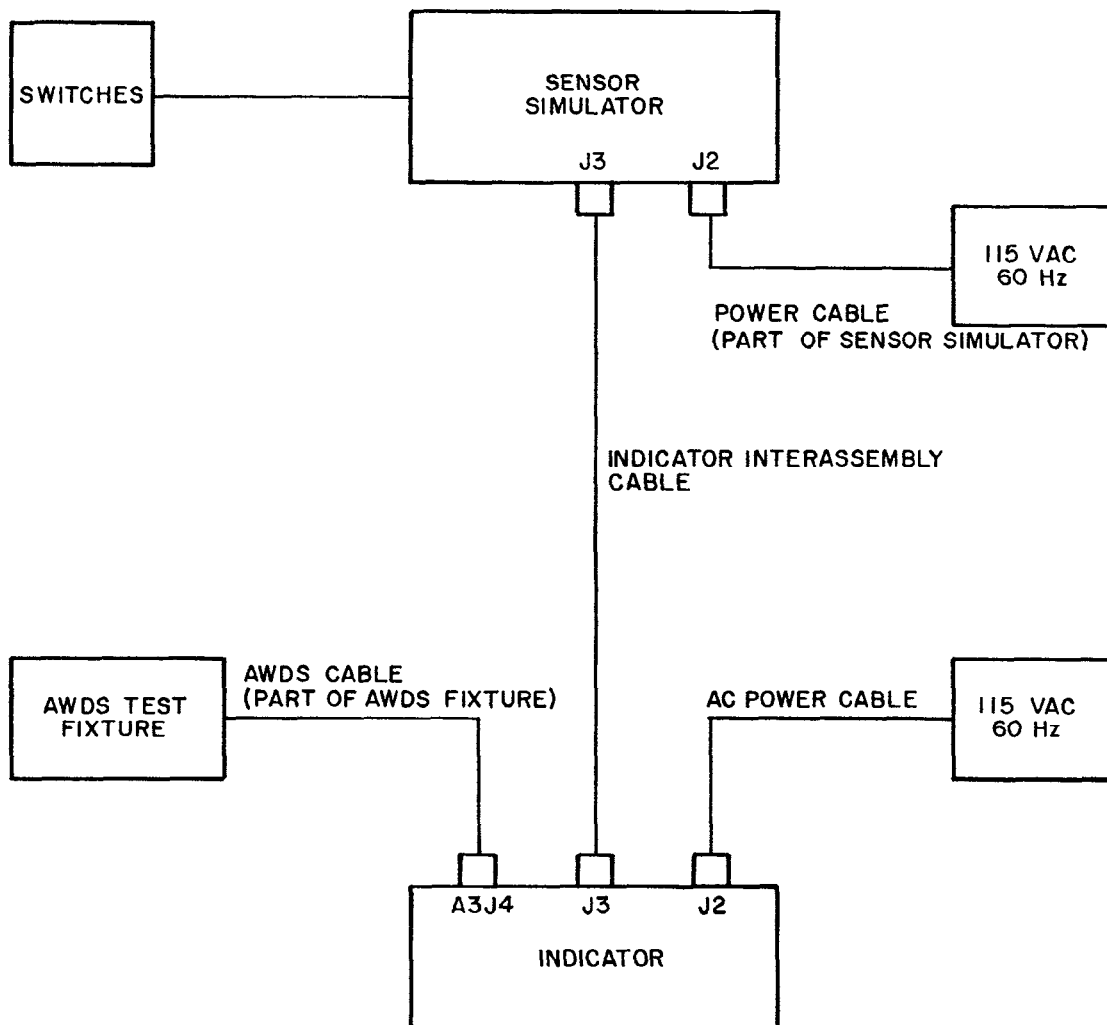 SWITCHES
SENSOR
SIMULATOR
J3
J2
115 VAC
60 Hz
POWER CABLE
(PART OF SENSOR SIMULATOR)
INDICATOR INTERASSEMBLY
CABLE
AWDS TEST
FIXTURE
AWDS CABLE
(PART OF AWDS FIXTURE)
AC POWER CABLE
115 VAC
60 Hz
A3J4
J3
J2
INDICATOR